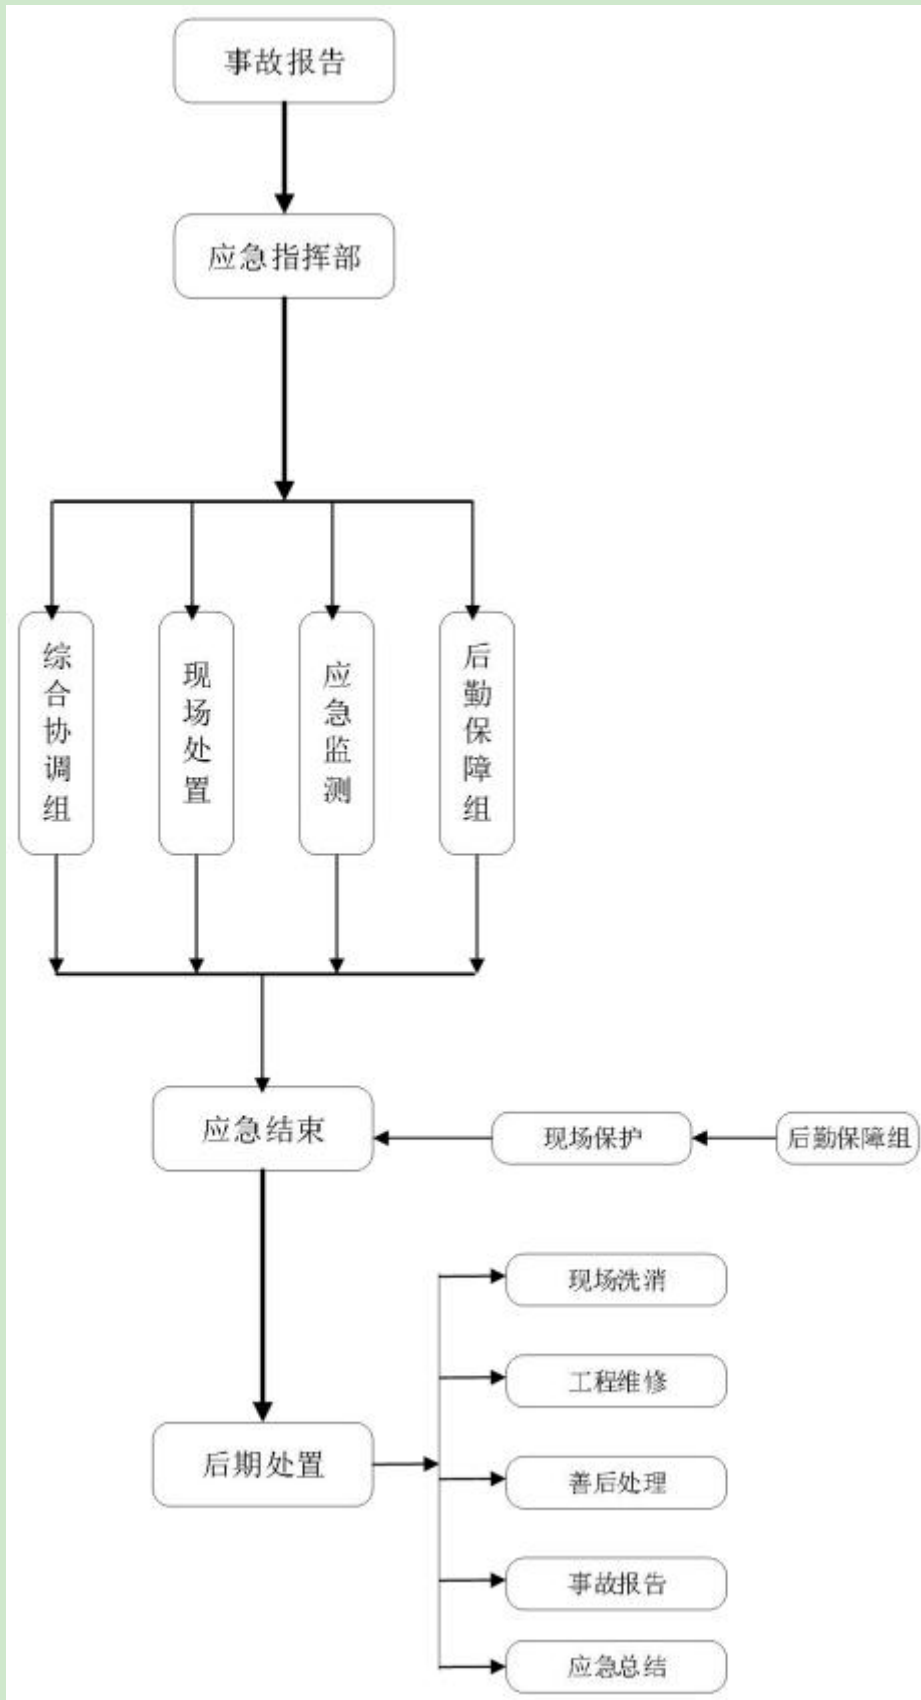 事故报告
应急指挥部
综合协调组
现场处置
应急监测
后勤保障组
应急结束
现场保护
后勤保障组
现场洗消
工程维修
后期处置
善后处理
事故报告
应急总结